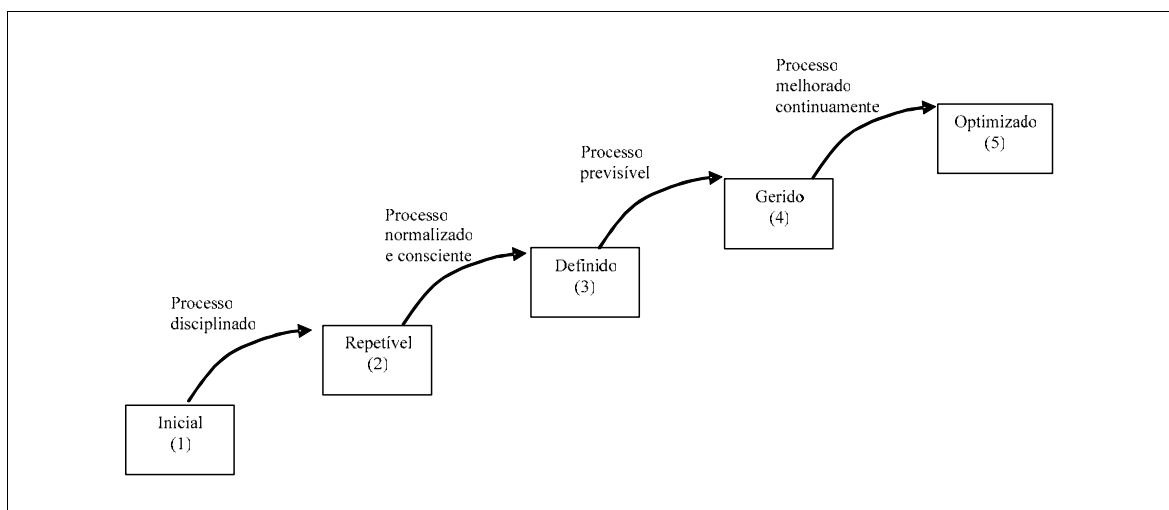 Processo
melhorado
continuamente
Optimizado
(5)
Processo
previsível
Gerido
(4)
Processo
normalizado
e consciente
Definido
(3)
Processo
disciplinado
Repetível
(2)
Inicial
(1)